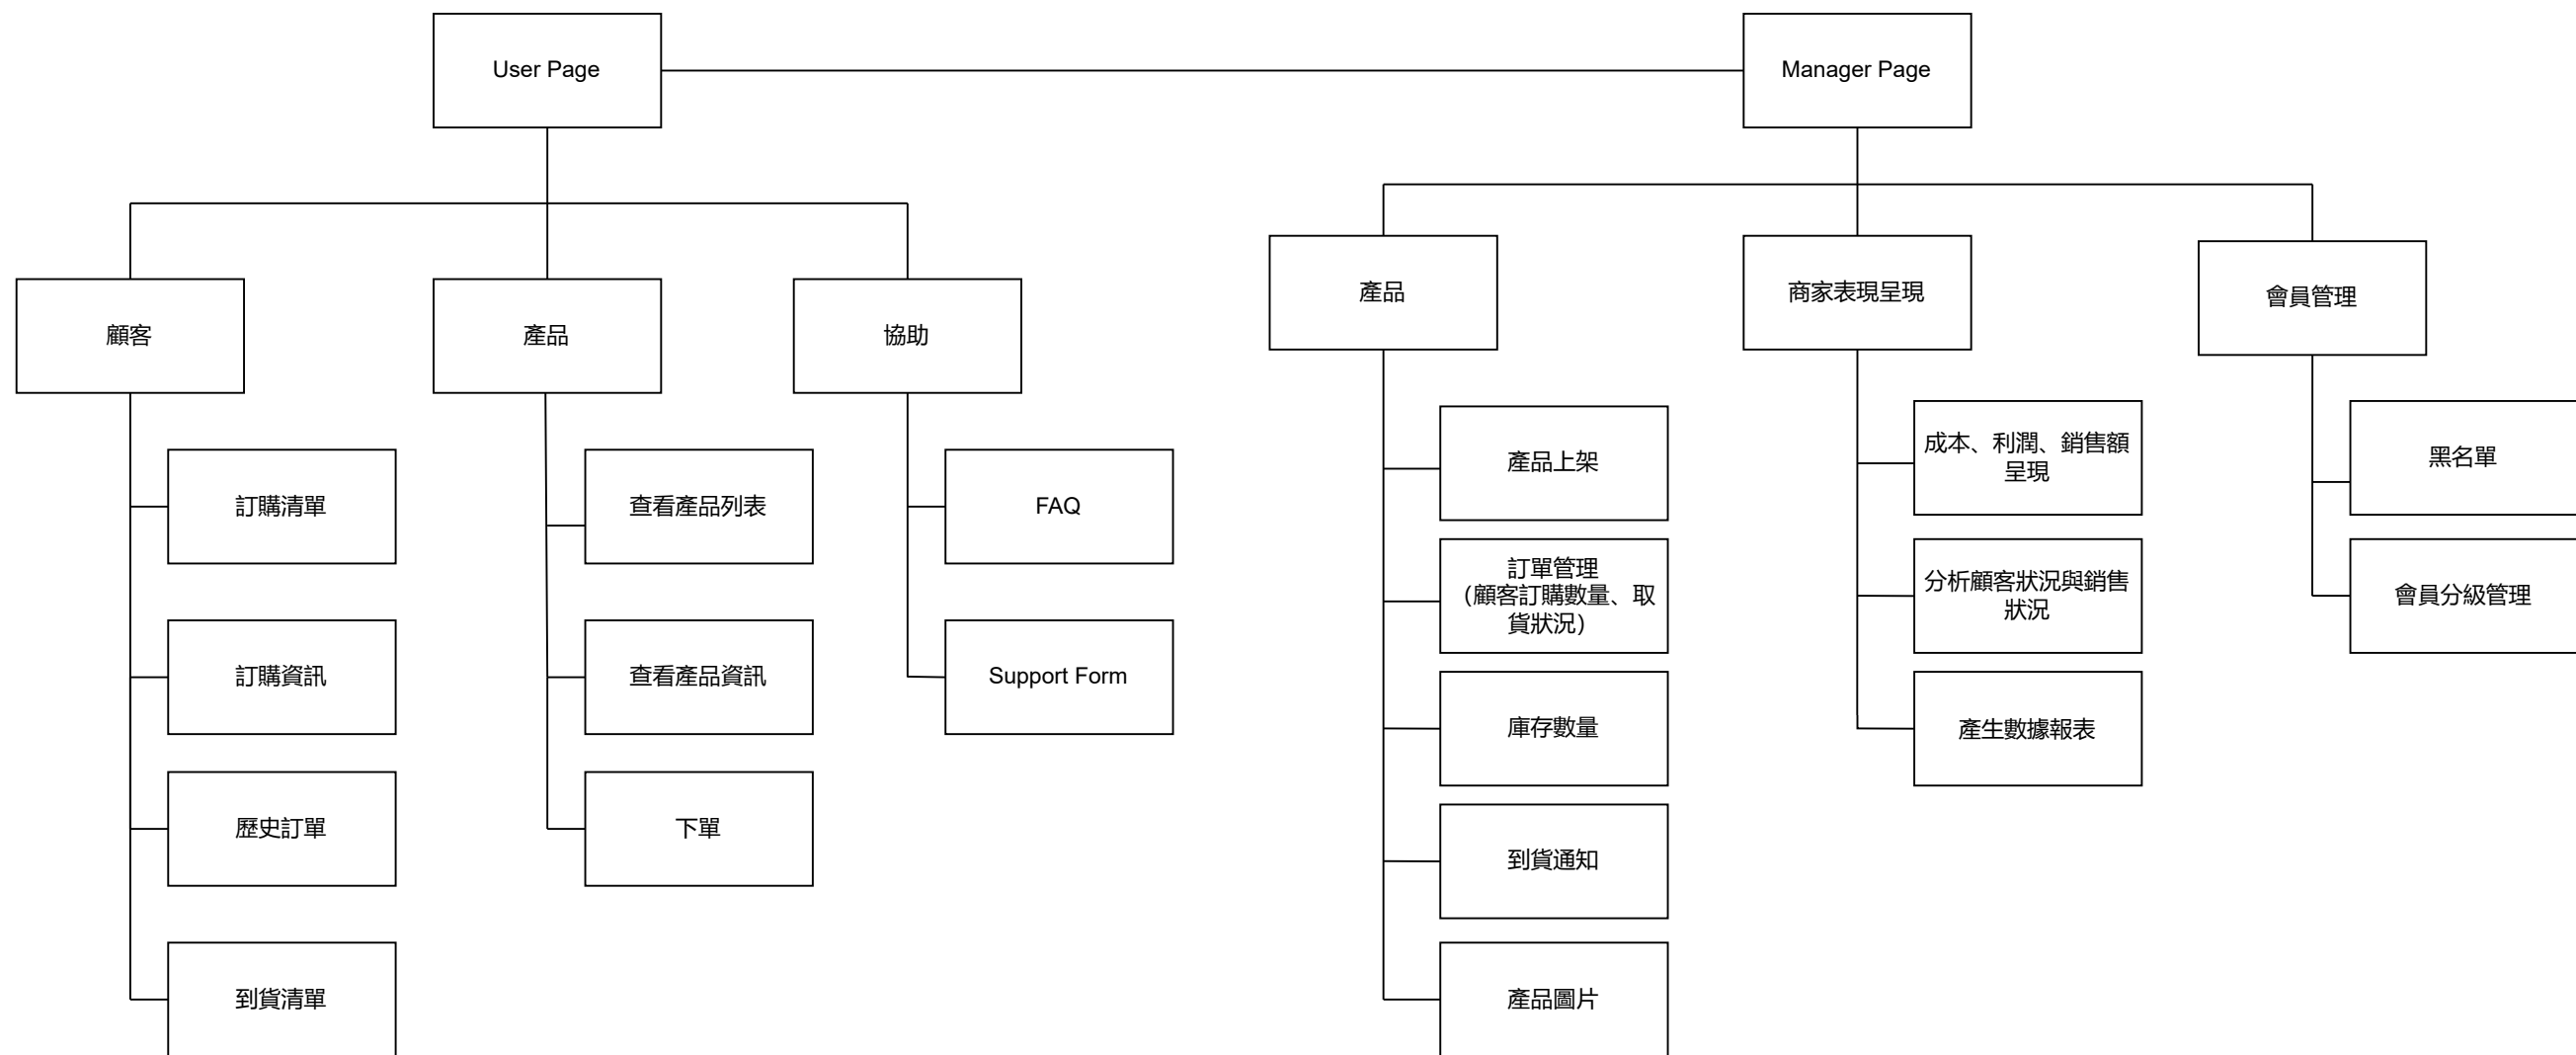 User Page
Manager Page
顧客
產品
協助
產品
商家表現呈現
會員管理
訂購清單
訂購資訊
歷史訂單
到貨清單
查看產品列表
查看產品資訊
下單
FAQ
Support Form
產品上架
訂單管理
（顧客訂購數量、取
貨狀況）
庫存數量
到貨通知
產品圖片
成本、利潤、銷售額
呈現
分析顧客狀況與銷售
狀況
產生數據報表
黑名單
會員分級管理